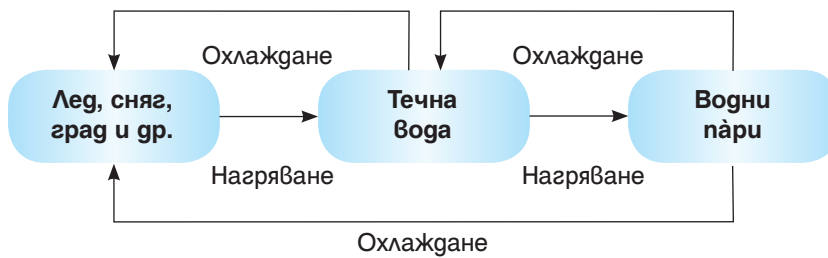 Охлаждане
Охлаждане
Лед, сняг,
град и др.
Течна
вода
Водни
пàри
Нагряване
Нагряване
Охлаждане